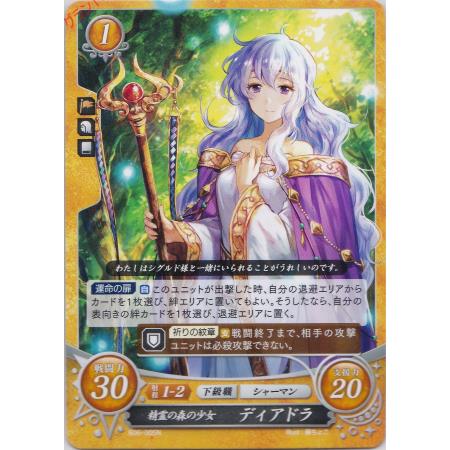 1
わたしはシグルド様と一緒にいられることがうれしいのです。
運命の扉 自 このユニットが出撃した時、自分の退避エリアから
カードを1枚選び、絆エリアに置いてもよい。そうしたなら、自分の
表向きの絆カードを1枚選び、退避エリアに置く。
祈りの紋章 支 戦闘終了まで、相手の攻撃
ユニットは必殺攻撃できない。
戦闘力 30 射程 1-2 下級職 シャーマン 支援力 20
精霊の森の少女 ディアドラ